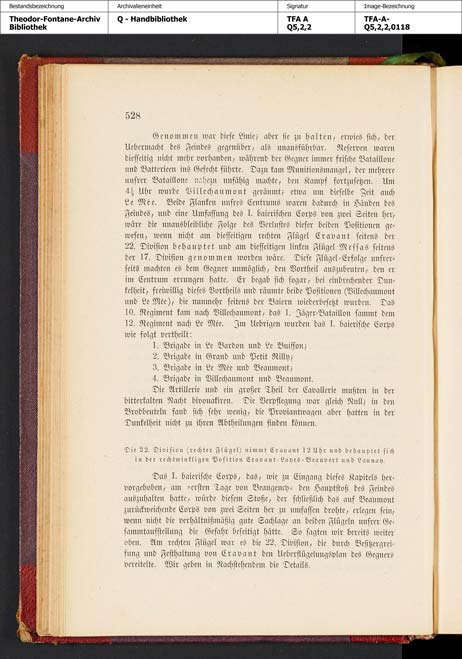 Bestandsbezeichnung
Archivalieneinheit
Signatur
Image-Bezeichnung
Theodor-Fontane-Archiv
Bibliothek
Q - Handbibliothek
TFA A
Q5,2,2
TFA-A-
Q5,2,2,0118
528
Genommen war diese Linie; aber sie zu halten, erwies sich, der
Uebermacht des Feindes gegenüber, als unausführbar. Reserven waren
diesseitig nicht mehr vorhanden, während der Gegner immer frische Bataillone
und Batterieen ins Gefecht führte. Dazu kam Munitionsmangel, der mehrere
unsrer Bataillone nahezu unfähig machte, den Kampf fortzusetzen. Um
4½ Uhr wurde Villechaumont geräumt; etwa um dieselbe Zeit auch
Le Mée. Beide Flanken unsres Centrums waren dadurch in Händen des
Feindes, und eine Umfassung des I. bairischen Corps von zwei Seiten her,
wäre die unausbleibliche Folge des Verlustes dieser beiden Positionen ge-
wesen, wenn nicht am diesseitigen rechten Flügel Cravant seitens der
22. Division behauptet und am diesseitigen linken Flügel Messas seitens
der 17. Division genommen worden wäre. Diese Flügel-Erfolge unsrer-
seits machten es dem Gegner unmöglich, den Vortheil auszubeuten, den er
im Centrum errungen hatte. Er begab sich sogar, bei einbrechender Dun-
kelheit, freiwillig dieses Vortheils und räumte beide Positionen (Villechaumont
und Le Mée), die nunmehr seitens der Baiern wiederbesetzt wurden. Das
10. Regiment kam nach Villechaumont, das 1. Jäger-Bataillon sammt dem
12. Regiment nach Le Mée. Im Uebrigen wurden das I. bairische Corps
wie folgt vertheilt:
1. Brigade in Le Bardon und Le Buisson;
2. Brigade in Grand und Petit Rilly;
3. Brigade in Le Mée und Beaumont;
4. Brigade in Villechaumont und Beaumont.
Die Artillerie und ein großer Theil der Cavallerie mußten in der
bitterkalten Nacht bivouakiren. Die Verpflegung war gleich Null; in den
Brodbeuteln fand sich sehr wenig, die Proviantwagen aber hatten in der
Dunkelheit nicht zu ihren Abtheilungen finden können.
Die 22. Division (rechter Flügel) nimmt Cravant 12 Uhr und behauptet sich
in der rechtwinkligen Position Cravant-Layes-Beauvert und Launay.
Das I. bairische Corps, das, wie zu Eingang dieses Kapitels her-
vorgehoben, am »ersten Tage von Beaugency« den Hauptstoß des Feindes
auszuhalten hatte, würde diesem Stoße, der schließlich das auf Beaumont
zurückweichende Corps von zwei Seiten her zu umfassen drohte, erlegen sein,
wenn nicht die verhältnißmäßig gute Sachlage an beiden Flügeln unsrer Ge-
sammtaufstellung die Gefahr beseitigt hätte. So sagten wir bereits weiter
oben. Am rechten Flügel war es die 22. Division, die durch Besitzergrei-
fung und Festhaltung von Cravant den Ueberflügelungsplan des Gegners
vereitelte. Wir geben in Nachstehendem die Details.